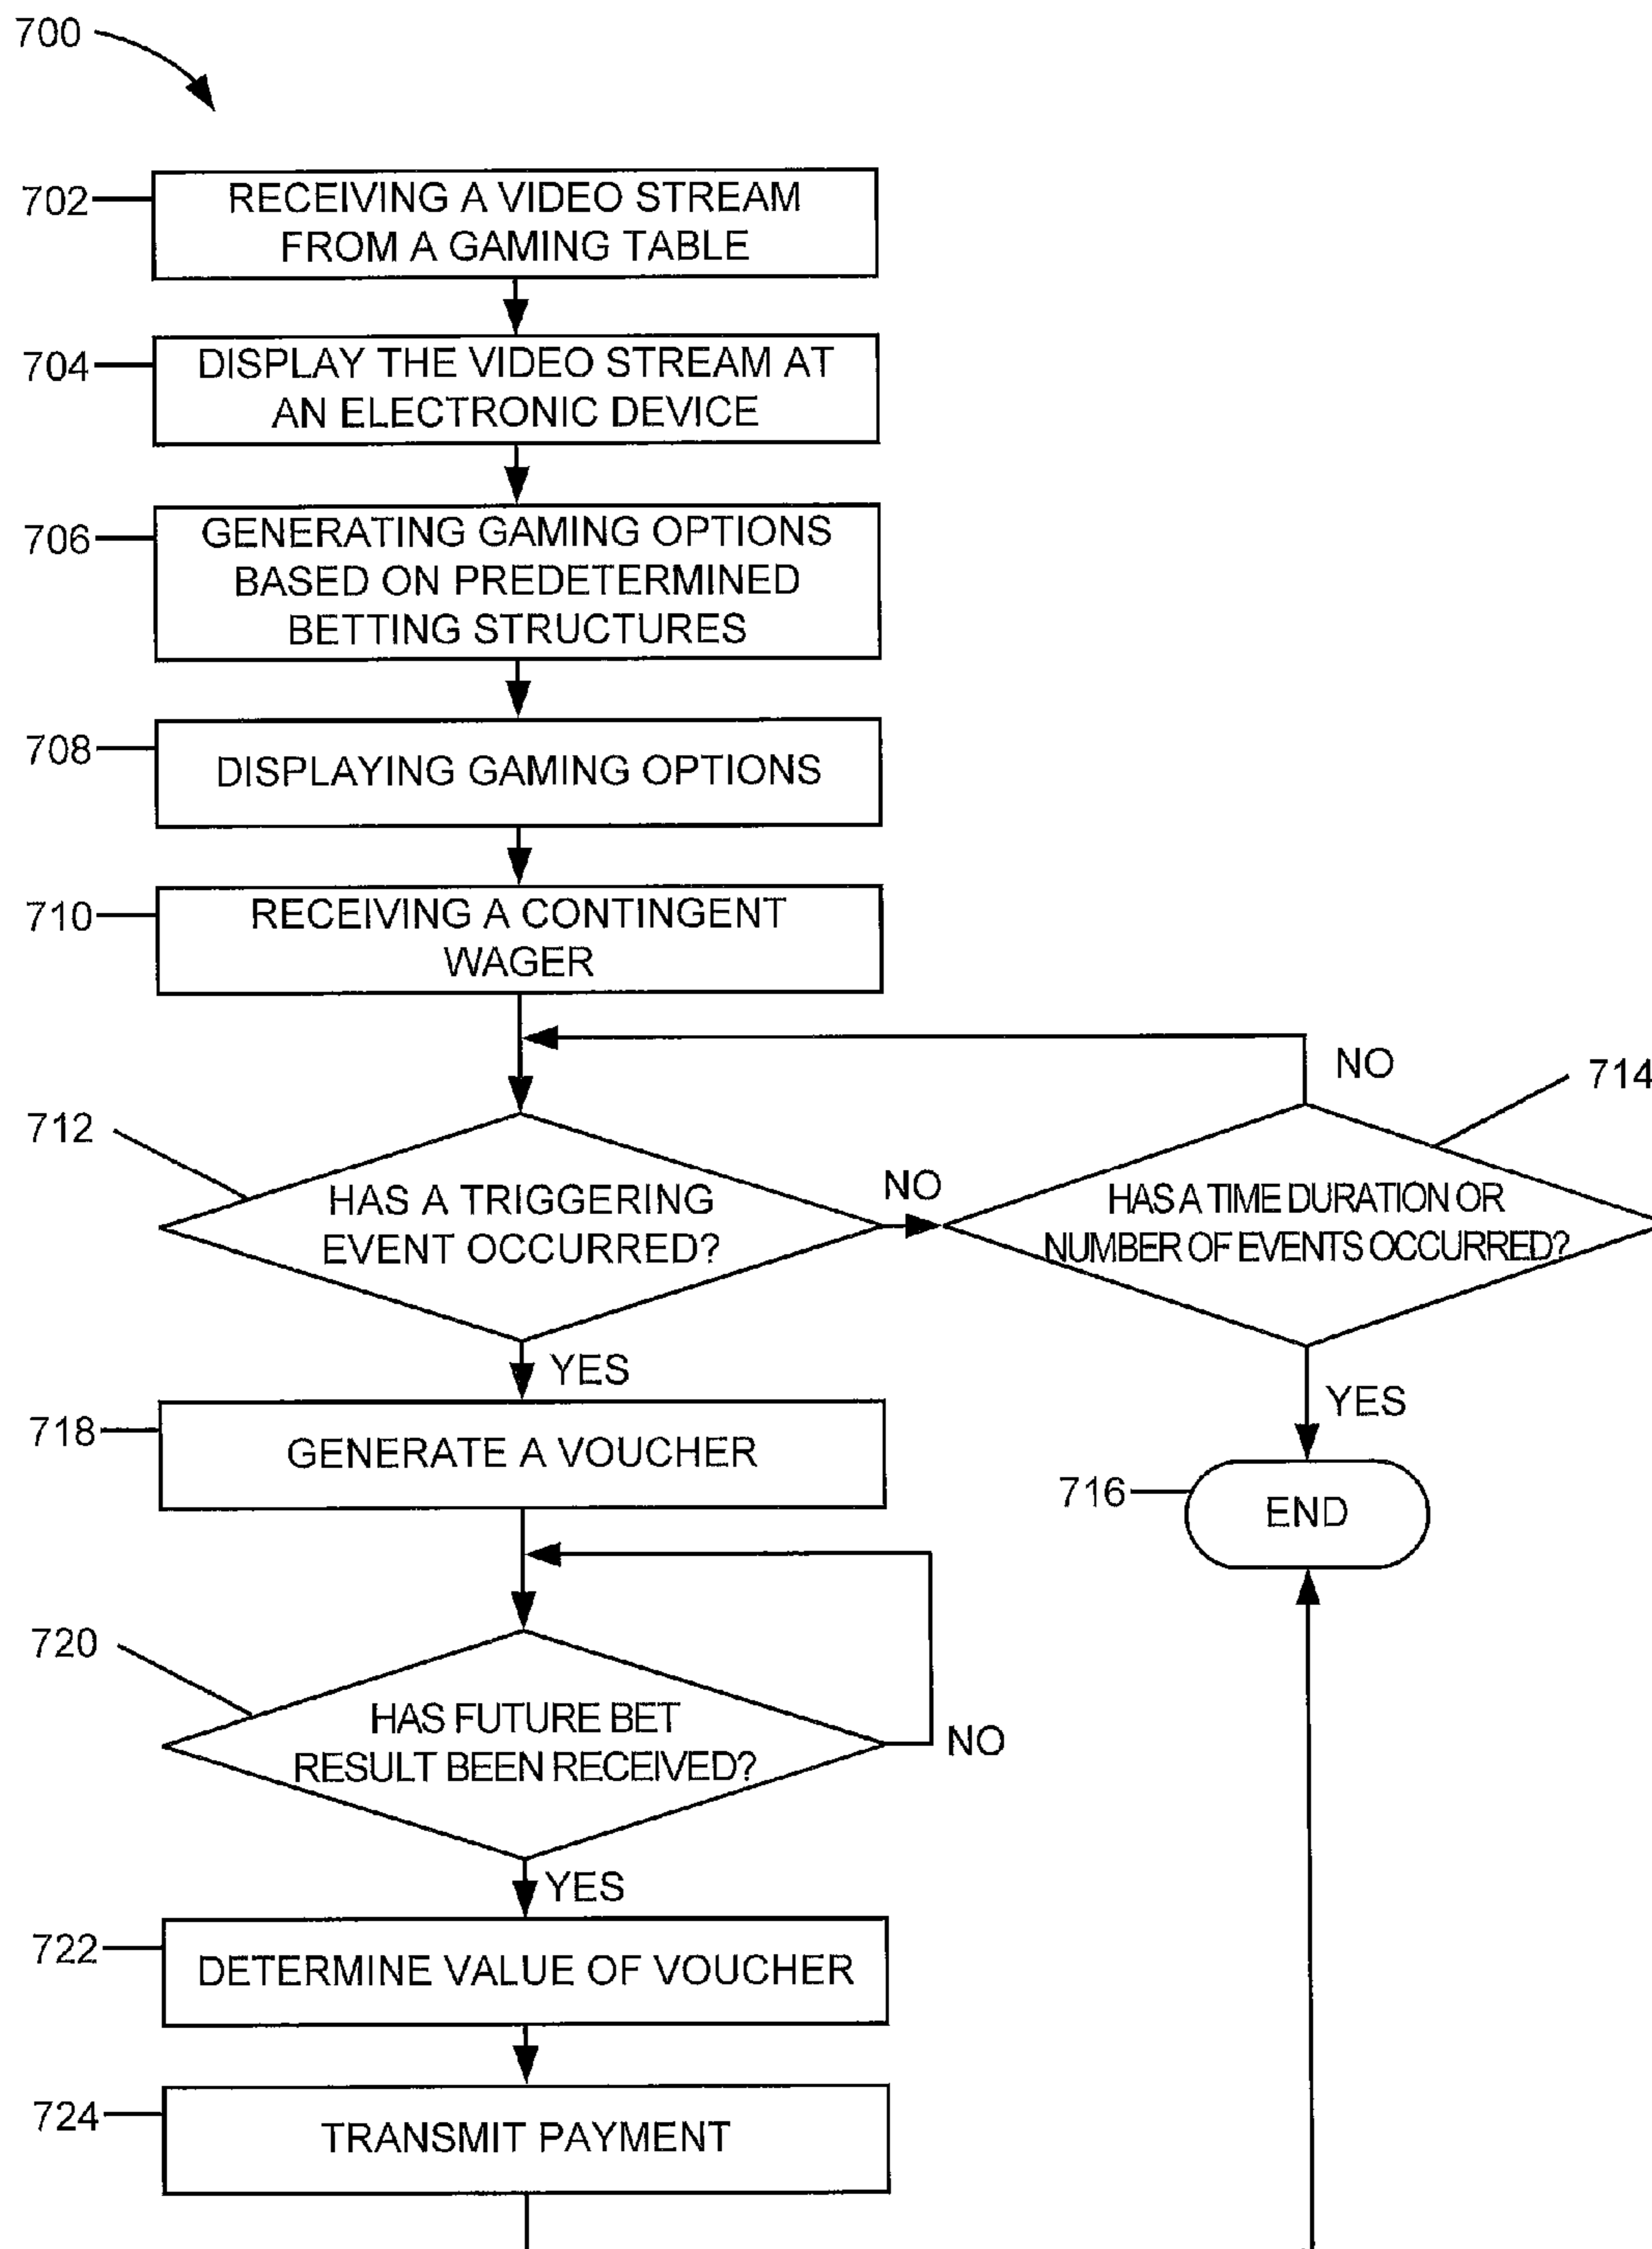 700
702
RECEIVING A VIDEO STREAM
FROM A GAMING TABLE
704
DISPLAY THE VIDEO STREAM AT
AN ELECTRONIC DEVICE
706
GENERATING GAMING OPTIONS
BASED ON PREDETERMINED
BETTING STRUCTURES
708
DISPLAYING GAMING OPTIONS
710
RECEIVING A CONTINGENT
WAGER
NO
714
712
HAS A TRIGGERING
EVENT OCCURRED?
NO
HAS A TIME DURATION OR
NUMBER OF EVENTS OCCURRED?
YES
YES
718
GENERATE A VOUCHER
716
END
720
HAS FUTURE BET
RESULT BEEN RECEIVED?
NO
YES
722
DETERMINE VALUE OF VOUCHER
724
TRANSMIT PAYMENT